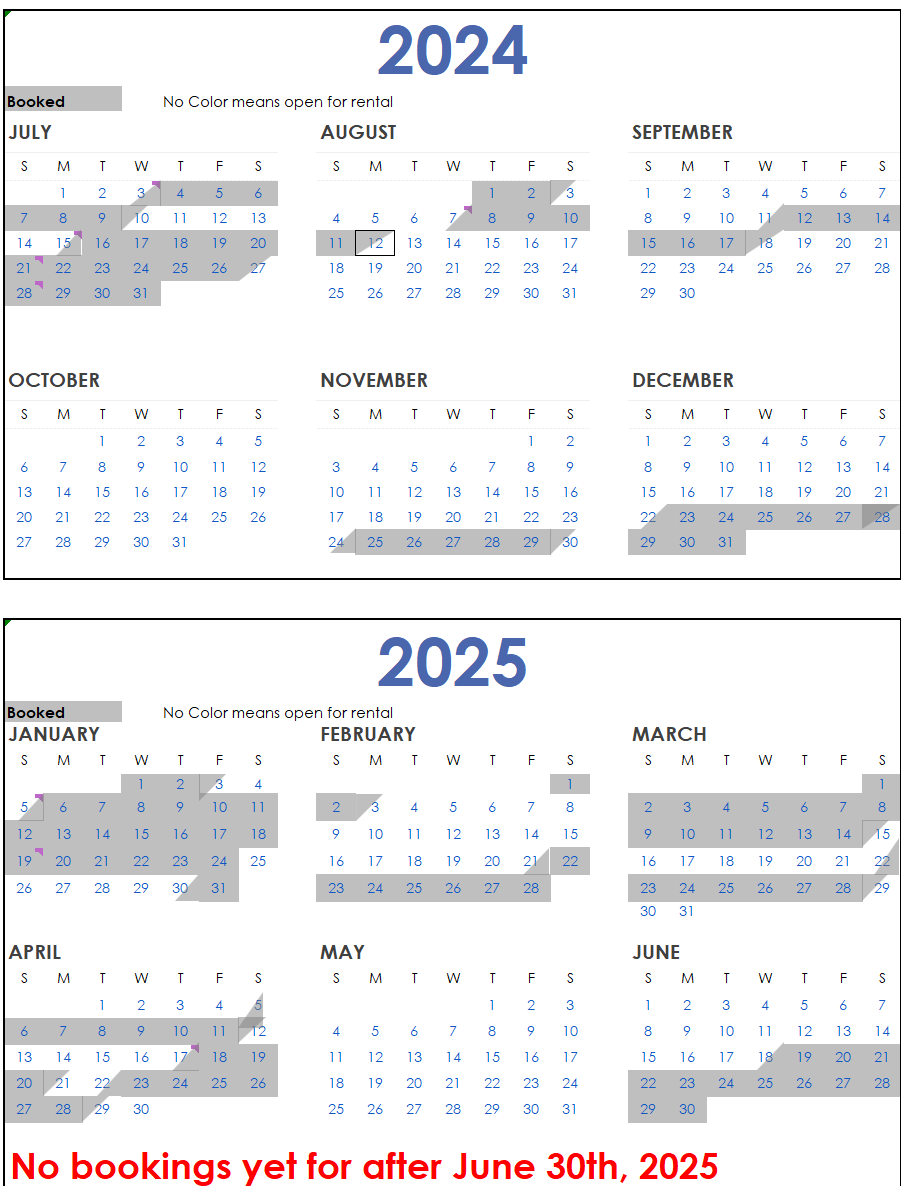 2024
Booked No Color means open for rental
JULY AUGUST SEPTEMBER
S M T W T F S S M T W T F S S M T W T F S
1 2 3 4 5 6 1 2 3 1 2 3 4 5 6 7
7 8 9 10 11 12 13 4 5 6 7 8 9 10 8 9 10 11 12 13 14
14 15 16 17 18 19 20 11 12 13 14 15 16 17 15 16 17 18 19 20 21
21 22 23 24 25 26 27 18 19 20 21 22 23 24 22 23 24 25 26 27 28
28 29 30 31 25 26 27 28 29 30 31 29 30
OCTOBER NOVEMBER DECEMBER
S M T W T F S S M T W T F S S M T W T F S
1 2 3 4 5 1 2 1 2 3 4 5 6 7
6 7 8 9 10 11 12 3 4 5 6 7 8 9 8 9 10 11 12 13 14
13 14 15 16 17 18 19 10 11 12 13 14 15 16 15 16 17 18 19 20 21
20 21 22 23 24 25 26 17 18 19 20 21 22 23 22 23 24 25 26 27 28
27 28 29 30 31 24 25 26 27 28 29 30 29 30 31
2025
Booked No Color means open for rental
JANUARY FEBRUARY MARCH
S M T W T F S S M T W T F S S M T W T F S
1 2 3 4 1 1
5 6 7 8 9 10 11 2 3 4 5 6 7 8 2 3 4 5 6 7 8
12 13 14 15 16 17 18 9 10 11 12 13 14 15 9 10 11 12 13 14 15
19 20 21 22 23 24 25 16 17 18 19 20 21 22 16 17 18 19 20 21 22
26 27 28 29 30 31 23 24 25 26 27 28 23 24 25 26 27 28 29
30 31
APRIL MAY JUNE
S M T W T F S S M T W T F S S M T W T F S
1 2 3 4 5 1 2 3 1 2 3 4 5 6 7
6 7 8 9 10 11 12 4 5 6 7 8 9 10 8 9 10 11 12 13 14
13 14 15 16 17 18 19 11 12 13 14 15 16 17 15 16 17 18 19 20 21
20 21 22 23 24 25 26 18 19 20 21 22 23 24 22 23 24 25 26 27 28
27 28 29 30 25 26 27 28 29 30 31 29 30
No bookings yet for after June 30th, 2025